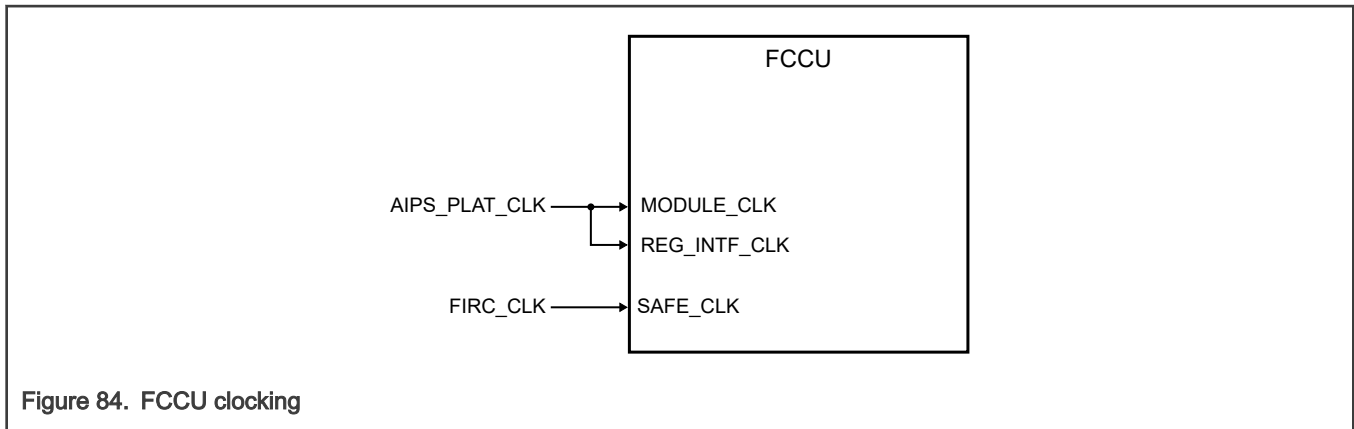 FCCU
AIPS_PLAT_CLK
MODULE_CLK
REG_INTF_CLK
FIRC_CLK
SAFE_CLK
Figure 84. FCCU clocking